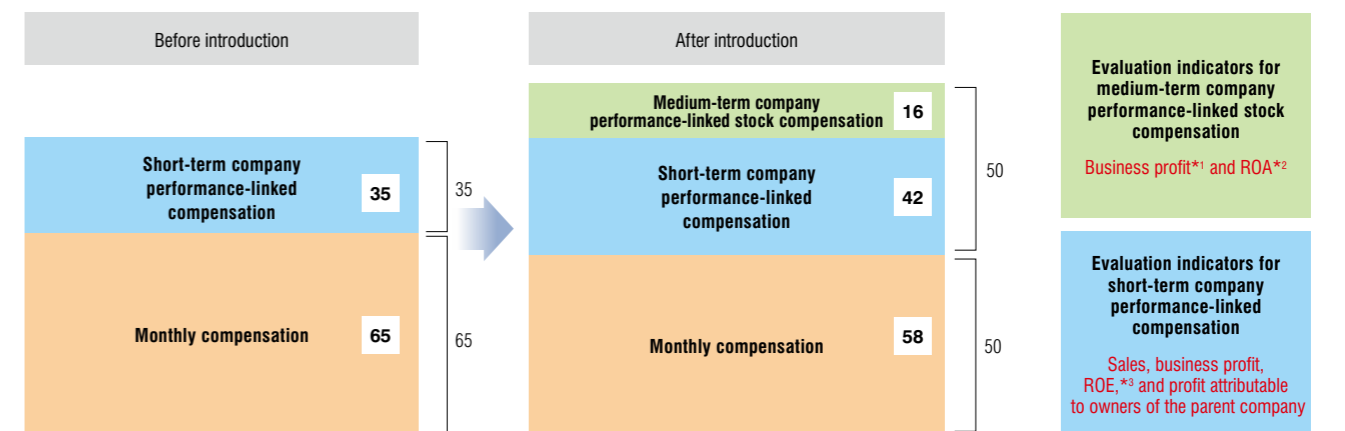 Before introduction
Short-term company
performance-linked
compensation
35
35
Monthly compensation
65
65
After introduction
Medium-term company
performance-linked stock compensation
16
Short-term company
performance-linked
compensation
42
50
Monthly compensation
58
50
Evaluation indicators for
medium-term company
performance-linked stock
compensation
Business profit*1 and ROA*2
Evaluation indicators for
short-term company
performance-linked
compensation
Sales, business profit,
ROE,*3 and profit attributable
to owners of the parent company